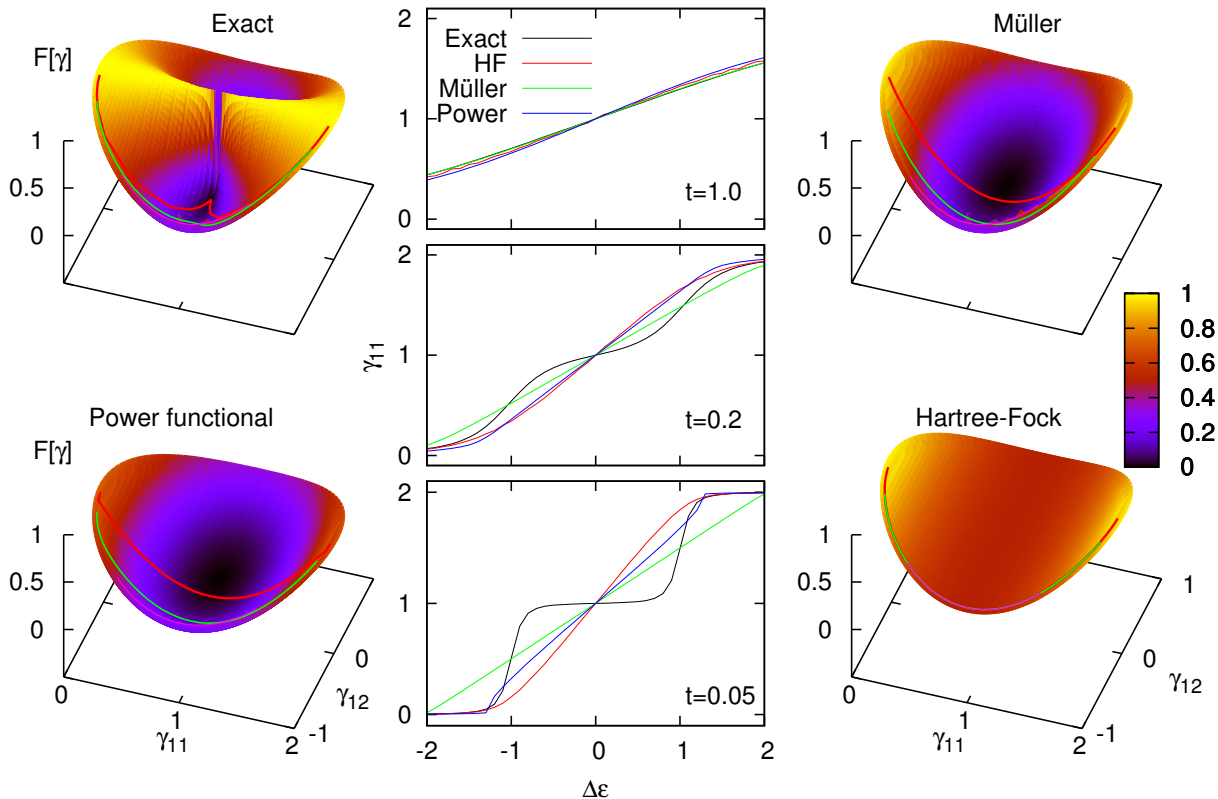 Exact
F[γ]
1
0.5
0
2
1
0
Exact
HF
Müller
Power
t=1.0
Müller
1
0.5
0
2
1
0
γ11
t=0.2
1
0.8
0.6
0.4
0.2
0
Power functional
F[γ]
1
0.5
0
0
1
2
γ11
-1
0
γ12
2
1
0
t=0.05
-2
-1
0
1
2
Δε
Hartree-Fock
1
0.5
0
0
1
2
γ11
-1
0
1
γ12